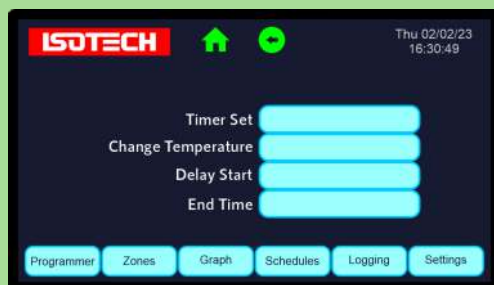 ISOTECH
Thu 02/02/23
16:30:49
Timer Set
Change Temperature
Delay Start
End Time
Programmer Zones Graph Schedules Logging Settings